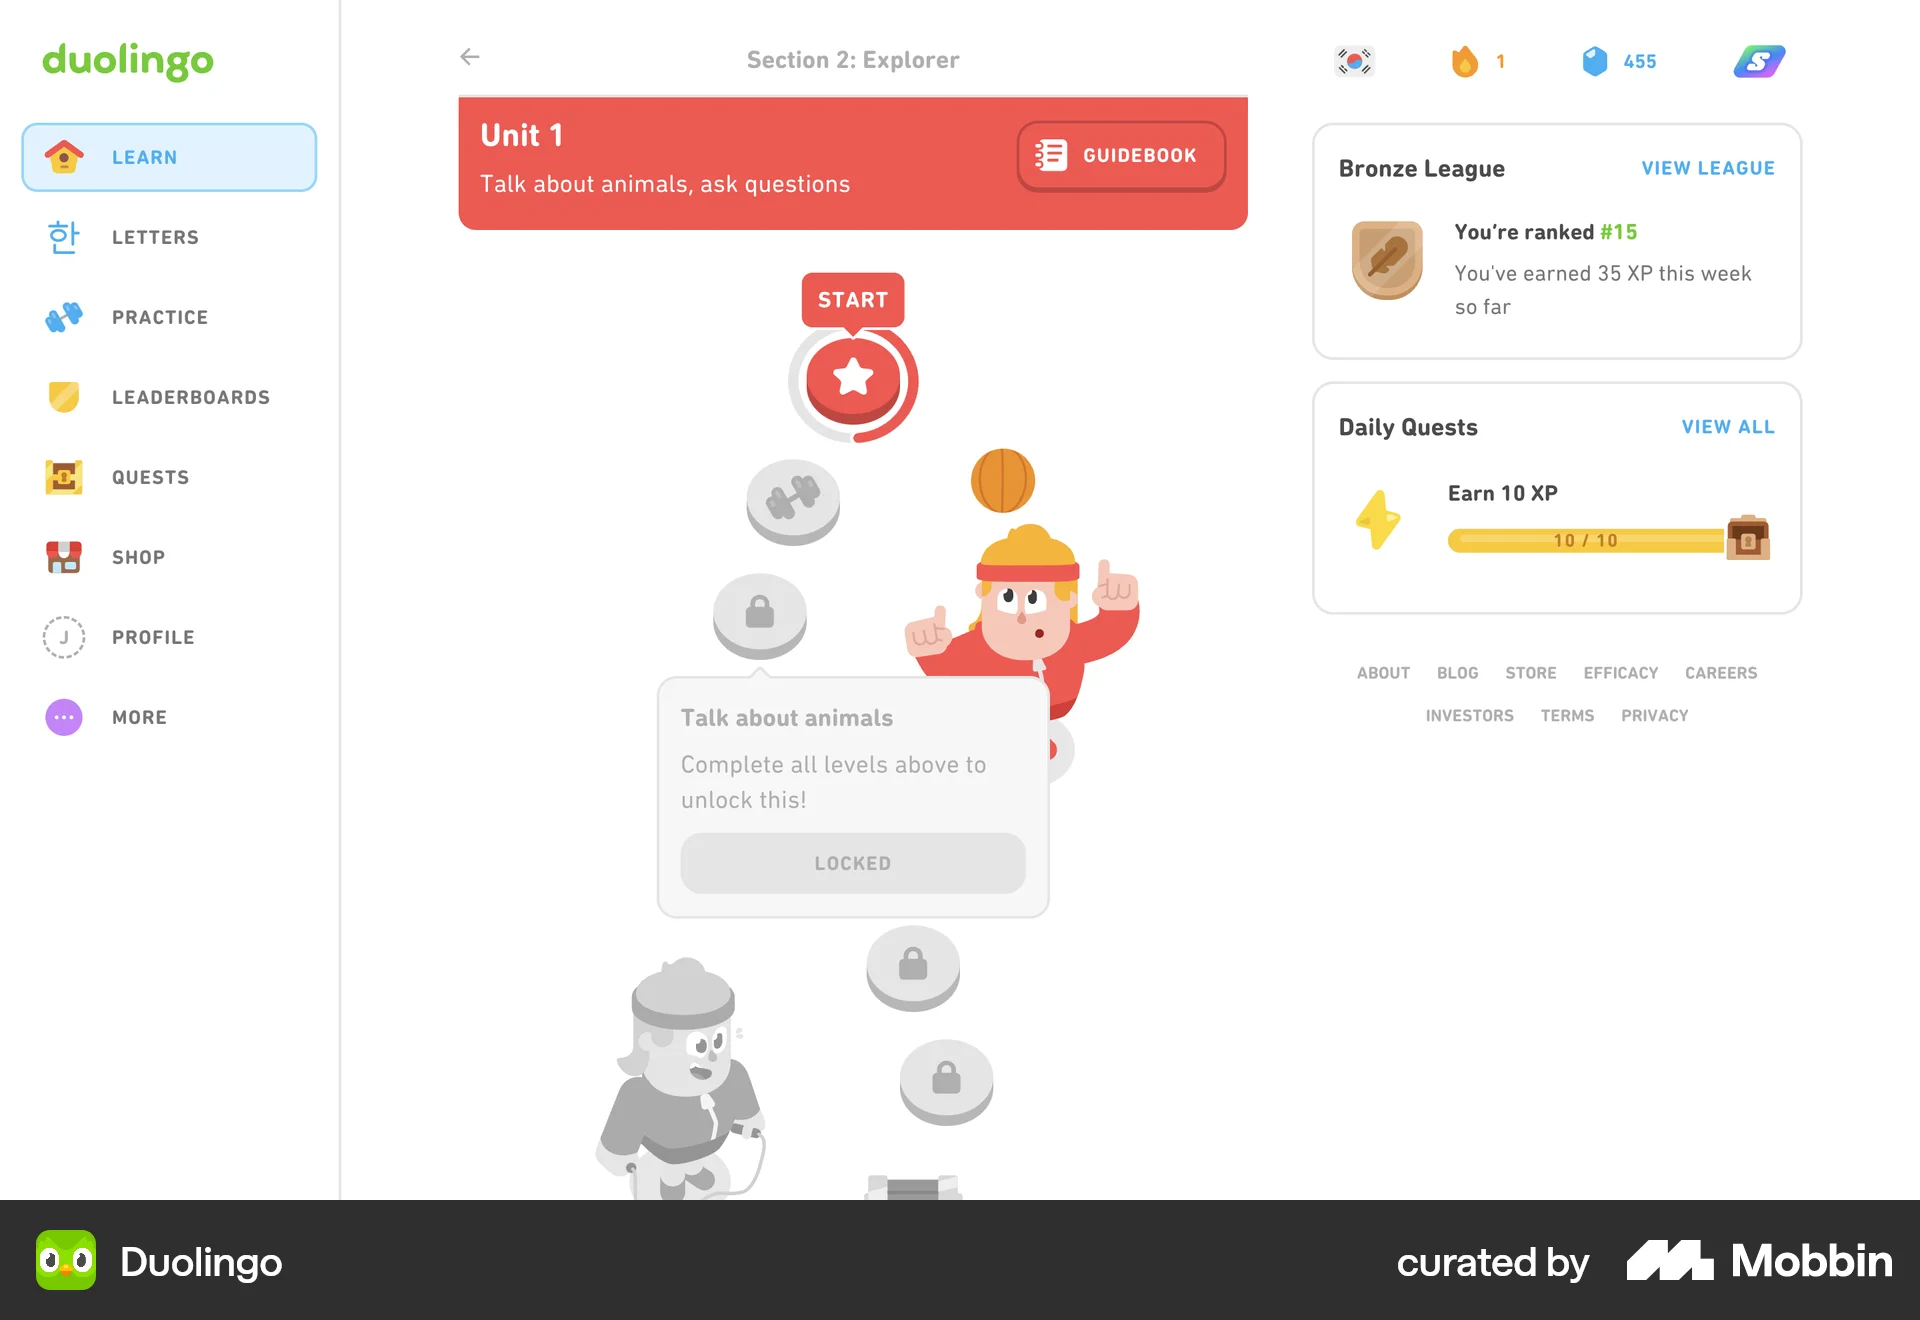 duolingo
LEARN
한
LETTERS
PRACTICE
LEADERBOARDS
QUESTS
SHOP
J
PROFILE
MORE
Section 2: Explorer
Unit 1
Talk about animals, ask questions
GUIDEBOOK
START
Talk about animals
Complete all levels above to
unlock this!
LOCKED
1
455
S
Bronze League
VIEW LEAGUE
You're ranked #15
You've earned 35 XP this week
so far
Daily Quests
VIEW ALL
Earn 10 XP
10 / 10
ABOUT BLOG STORE EFFICACY CAREERS
INVESTORS TERMS PRIVACY
Duolingo
curated by Mobbin